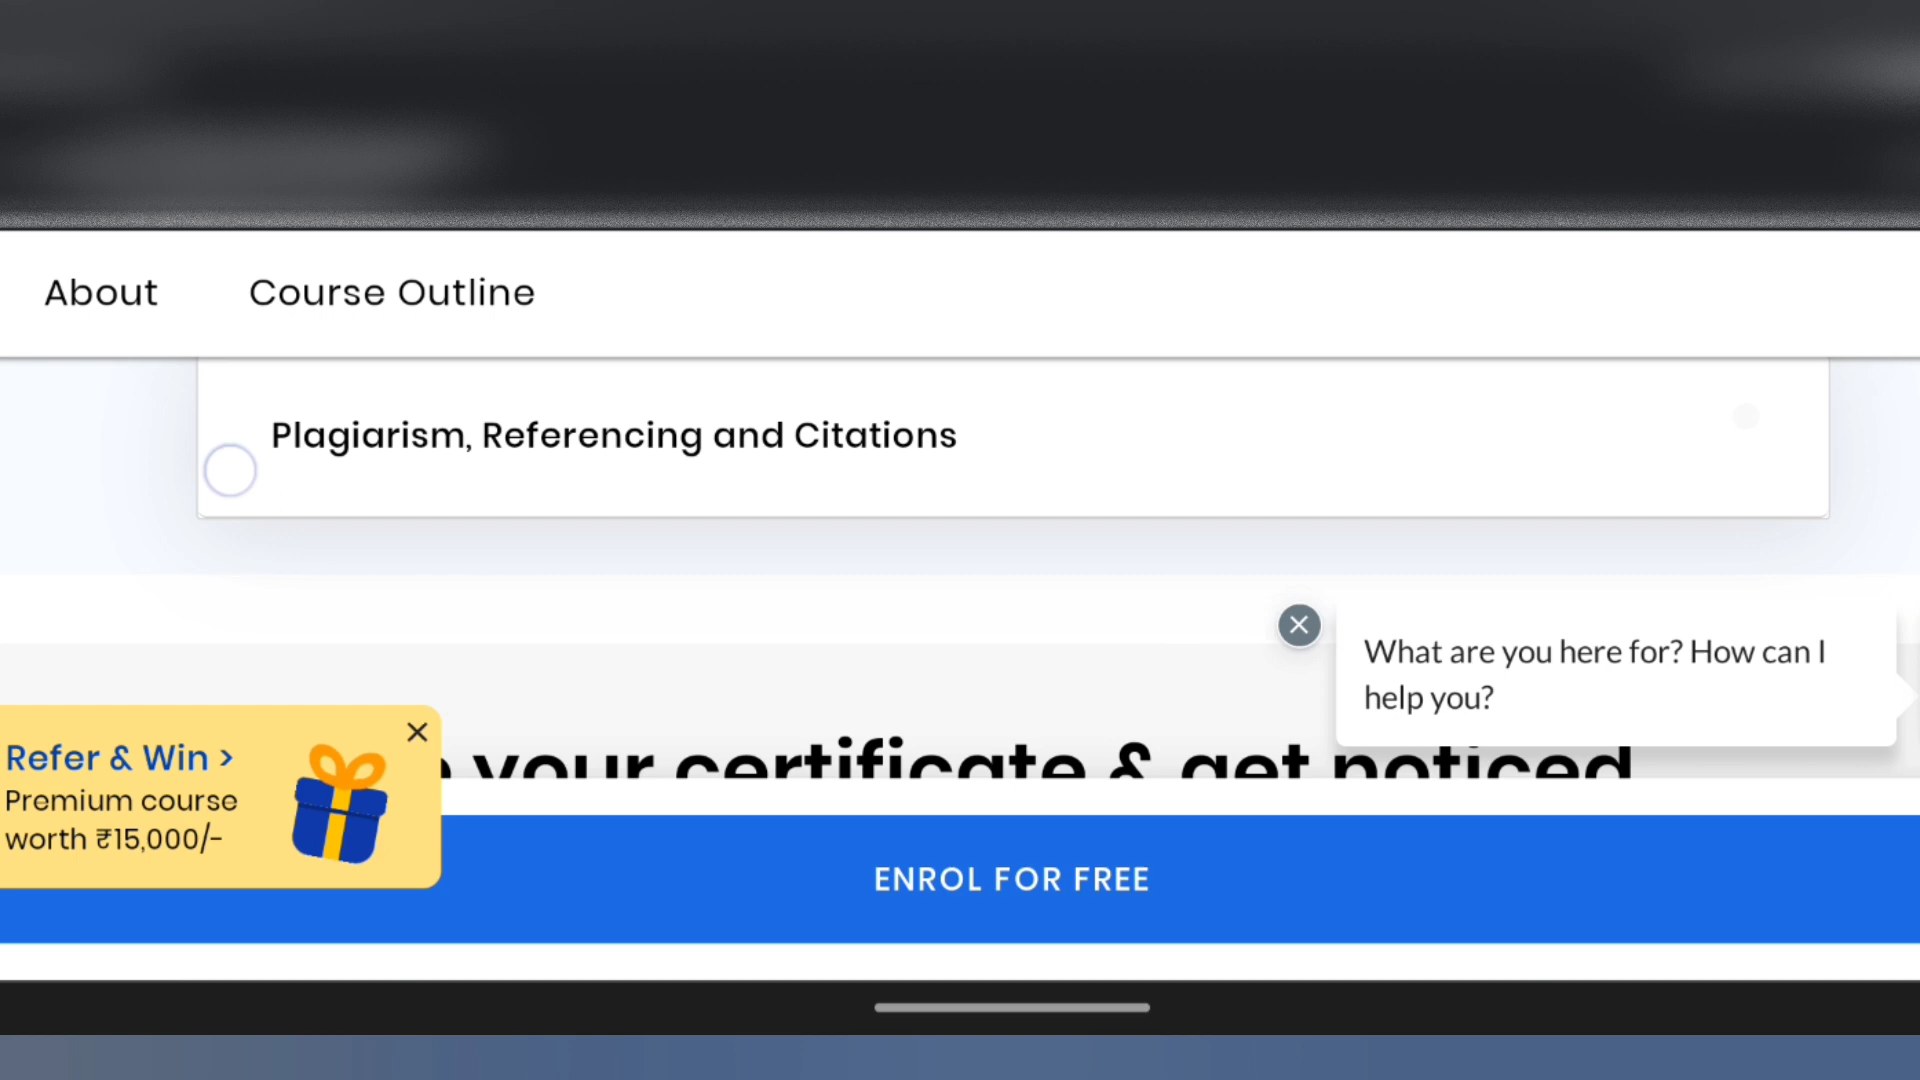 About
Course Outline
Plagiarism, Referencing and Citations
What are you here for? How can I
help you?
your certificate & get noticed
Refer & Win >
Premium course
worth ₹15,000/-
ENROL FOR FREE